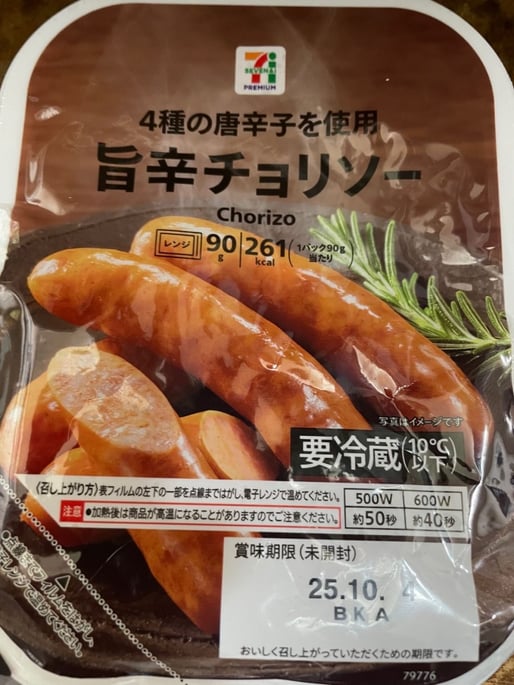 SEVEN&i
PREMIUM
4種の唐辛子を使用
旨辛チョリソー
Chorizo
レンジ 90g 261kcal (1パック90g当たり)
写真はイメージです
要冷蔵(10℃以下)
〈召し上がり方〉表フィルムの左下の一部を点線まではがし、電子レンジで温めてください。
注意 ●加熱後は商品が高温になることがありますのでご注意ください。
500W 600W
約50秒 約40秒
賞味期限(未開封)
25.10. 4
BKA
おいしく召し上がっていただくための期限です。
79776